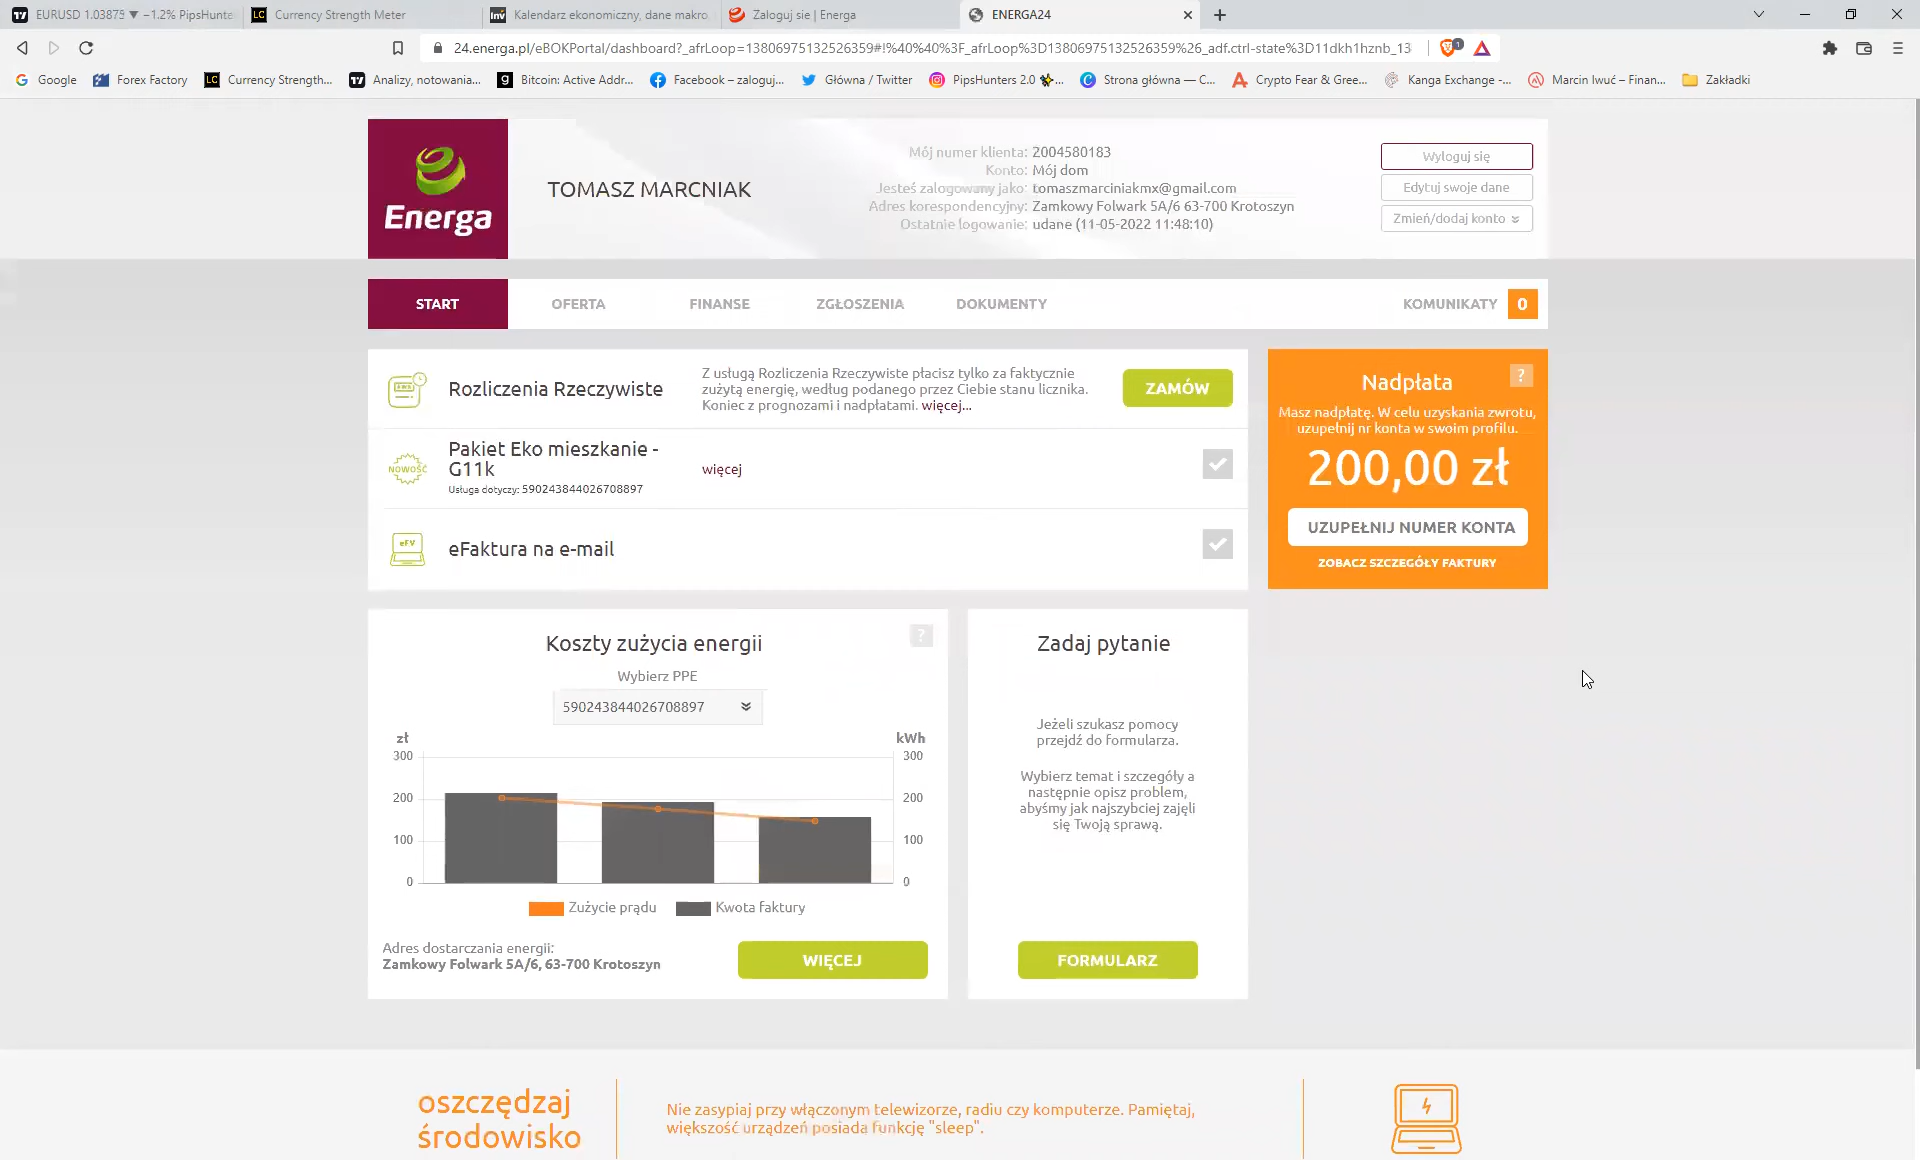 EURUSD 1.03875 ▼ −1.2% PipsHunte
Currency Strength Meter
Kalendarz ekonomiczny, dane makro,
Zaloguj sie | Energa
ENERGA24
24.energa.pl/eBOKPortal/dashboard?_afrLoop=13806975132526359#!%40%40%3F_afrLoop%3D13806975132526359%26_adf.ctrl-state%3D11dkh1hznb_13
1
Google
Forex Factory
Currency Strength...
Analizy, notowania...
Bitcoin: Active Addr...
Facebook – zaloguj...
Główna / Twitter
PipsHunters 2.0 ...
Strona główna — C...
Crypto Fear & Gree...
Kanga Exchange -...
Marcin Iwuć – Finan...
Zakładki
Energa
TOMASZ MARCNIAK
Mój numer klienta: 2004580183
Konto: Mój dom
Jesteś zalogowany jako: tomaszmarciniakmx@gmail.com
Adres korespondencyjny: Zamkowy Folwark 5A/6 63-700 Krotoszyn
Ostatnie logowanie: udane (11-05-2022 11:48:10)
Wyloguj się
Edytuj swoje dane
Zmień/dodaj konto
START
OFERTA
FINANSE
ZGŁOSZENIA
DOKUMENTY
KOMUNIKATY 0
Rozliczenia Rzeczywiste
Z usługą Rozliczenia Rzeczywiste płacisz tylko za faktycznie
zużytą energię, według podanego przez Ciebie stanu licznika.
Koniec z prognozami i nadpłatami. więcej...
ZAMÓW
NOWOŚĆ
Pakiet Eko mieszkanie -
G11k
Usługa dotyczy: 590243844026708897
więcej
eFV
eFaktura na e-mail
Nadpłata
?
Masz nadpłatę. W celu uzyskania zwrotu,
uzupełnij nr konta w swoim profilu.
200,00 zł
UZUPEŁNIJ NUMER KONTA
ZOBACZ SZCZEGÓŁY FAKTURY
Koszty zużycia energii
?
Wybierz PPE
590243844026708897
zł
kWh
300
300
200
200
100
100
0
0
Zużycie prądu
Kwota faktury
Adres dostarczania energii:
Zamkowy Folwark 5A/6, 63-700 Krotoszyn
WIĘCEJ
Zadaj pytanie
Jeżeli szukasz pomocy
przejdź do formularza.
Wybierz temat i szczegóły a
następnie opisz problem,
abyśmy jak najszybciej zajęli
się Twoją sprawą.
FORMULARZ
oszczędzaj
środowisko
Nie zasypiaj przy włączonym telewizorze, radiu czy komputerze. Pamiętaj,
większość urządzeń posiada funkcję "sleep".